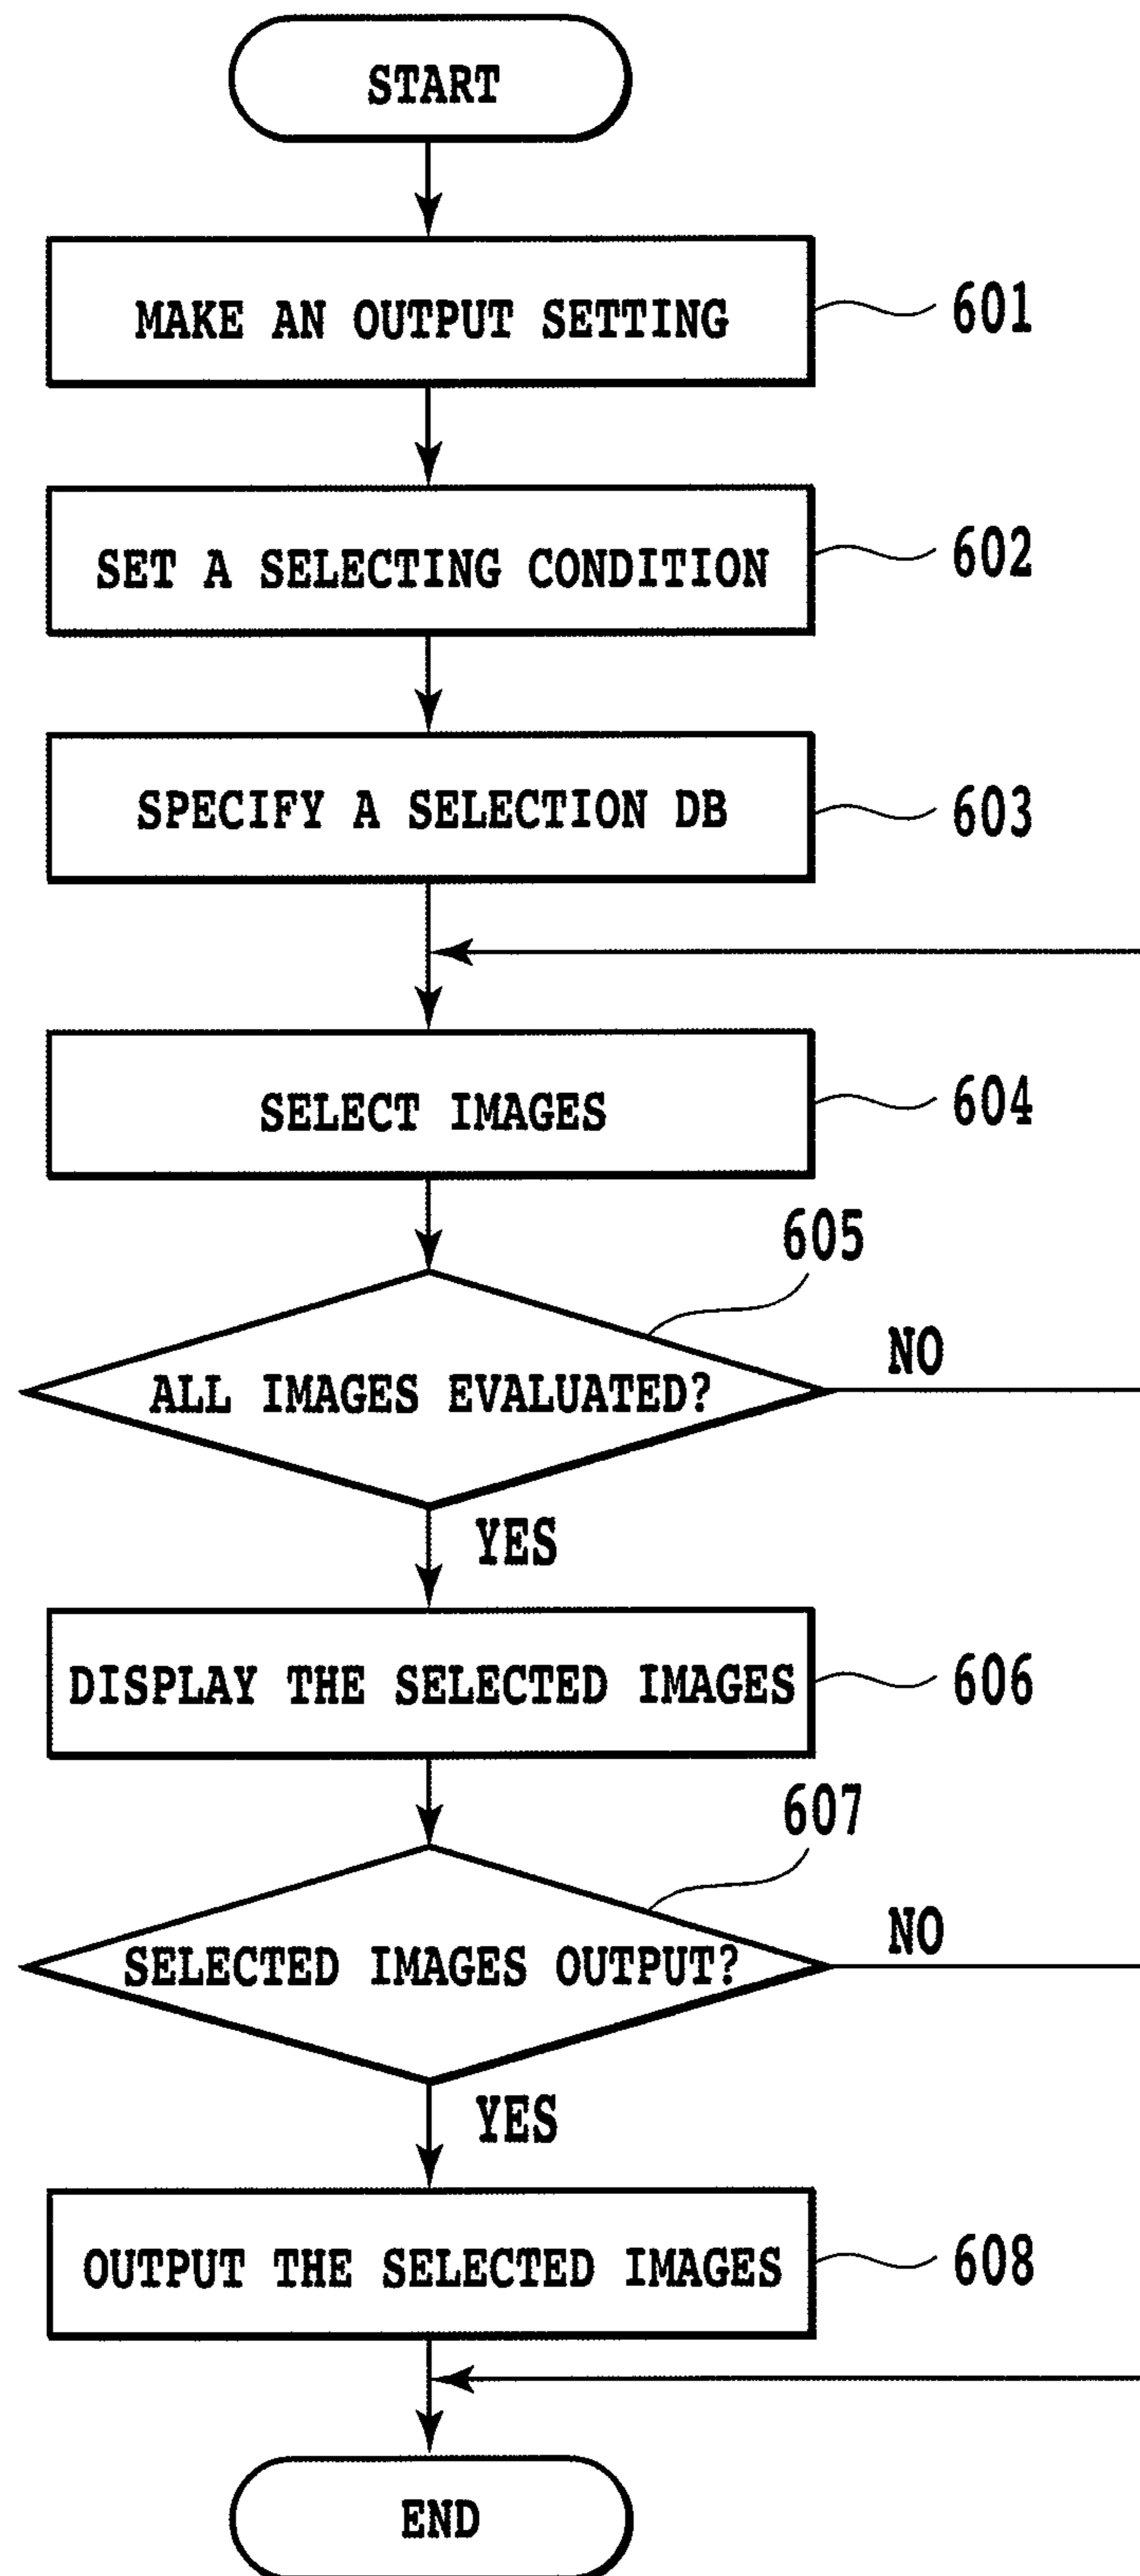 START
MAKE AN OUTPUT SETTING
601
SET A SELECTING CONDITION
602
SPECIFY A SELECTION DB
603
SELECT IMAGES
604
605
ALL IMAGES EVALUATED?
NO
YES
DISPLAY THE SELECTED IMAGES
606
607
SELECTED IMAGES OUTPUT?
NO
YES
OUTPUT THE SELECTED IMAGES
608
END